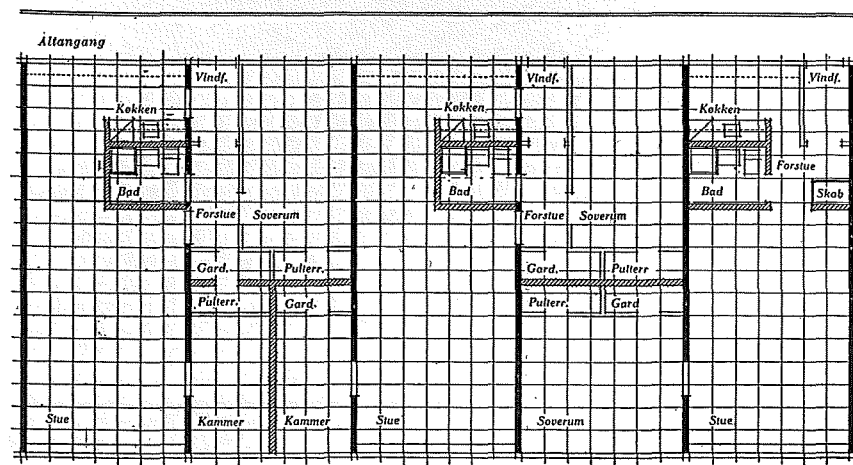 Altangang
Vindf. Vindf. Vindf.
Køkken Køkken Køkken
Forstue
Bad Bad Bad Skab
Forstue Soverum Forstue Soverum
Gard. Pulterr. Gard. Pulterr
Pulterr. Gard. Pulterr. Gard
Stue Kammer Kammer Stue Soverum Stue